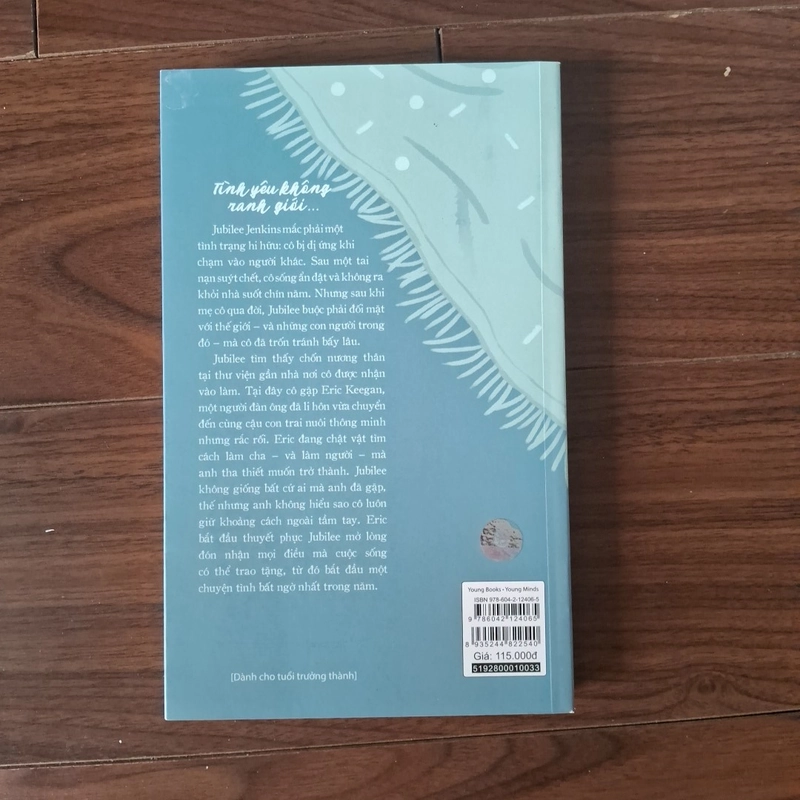 Tình yêu không
ranh giới...
Jubilee Jenkins mắc phải một
tình trạng hi hữu: cô bị dị ứng khi
chạm vào người khác. Sau một tai
nạn suýt chết, cô sống ẩn dật và không ra
khỏi nhà suốt chín năm. Nhưng sau khi
mẹ cô qua đời, Jubilee buộc phải đối mặt
với thế giới – và những con người trong
đó – mà cô đã trốn tránh bấy lâu.
Jubilee tìm thấy chốn nương thân
tại thư viện gần nhà nơi cô được nhận
vào làm. Tại đây cô gặp Eric Keegan,
một người đàn ông đã li hôn vừa chuyển
đến cùng cậu con trai nuôi thông minh
nhưng rắc rối. Eric đang chật vật tìm
cách làm cha – và làm người – mà
anh tha thiết muốn trở thành. Jubilee
không giống bất cứ ai mà anh đã gặp,
thế nhưng anh không hiểu sao cô luôn
giữ khoảng cách ngoài tầm tay. Eric
bắt đầu thuyết phục Jubilee mở lòng
đón nhận mọi điều mà cuộc sống
có thể trao tặng, từ đó bắt đầu một
chuyện tình bất ngờ nhất trong năm.
[Dành cho tuổi trưởng thành]
Young Books - Young Minds
ISBN 978-604-2-12406-5
9 786042 124065
8 935244 822540
Giá: 115.000đ
5192800010033